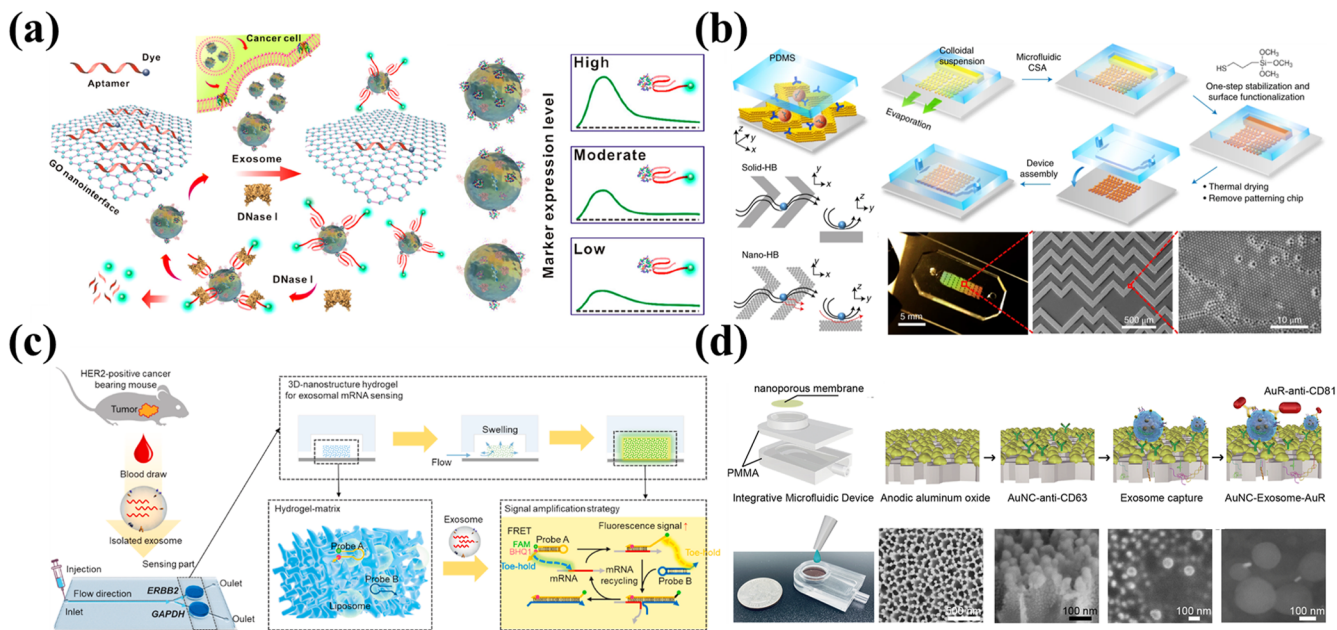 (a)
Dye
Aptamer
GO nanointerface
Cancer cell
Exosome
DNase I
DNase I
Marker expression level
High
Moderate
Low
(b)
PDMS
z
y
x
Solid-HB
y
x
z
y
Nano-HB
y
x
z
y
Colloidal
suspension
Evaporation
Microfluidic
CSA
OCH₃
HS
Si
OCH₃
OCH₃
One-step stabilization and
surface functionalization
Device
assembly
• Thermal drying
• Remove patterning chip
5 mm
500 μm
10 μm
(c)
HER2-positive cancer
bearing mouse
Tumor
Blood draw
Isolated exosome
Injection
Sensing part
Oulet
Flow direction
ERBB2
Inlet
GAPDH
Oulet
3D-nanostructure hydrogel
for exosomal mRNA sensing
Swelling
Flow
Hydrogel-matrix
Probe A
Probe B
Liposome
Exosome
Signal amplification strategy
FRET
Fluorescence signal ↑
FAM
Probe A
BHQ1
Toe-hold
Toe-hold
mRNA
mRNA
recycling
Probe B
(d)
nanoporous membrane
PMMA
Integrative Microfluidic Device
Anodic aluminum oxide
AuNC-anti-CD63
Exosome capture
AuR-anti-CD81
AuNC-Exosome-AuR
500 nm
100 nm
100 nm
100 nm